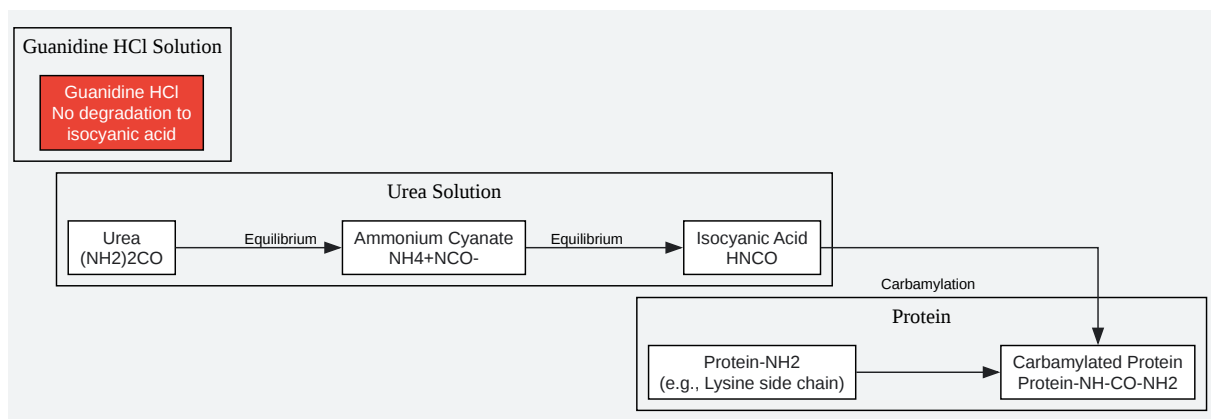 Guanidine HCl Solution
Guanidine HCl
No degradation to
isocyanic acid
Urea Solution
Urea
(NH2)2CO
Equilibrium
Ammonium Cyanate
NH4+NCO-
Equilibrium
Isocyanic Acid
HNCO
Carbamylation
Protein
Protein-NH2
(e.g., Lysine side chain)
Carbamylated Protein
Protein-NH-CO-NH2